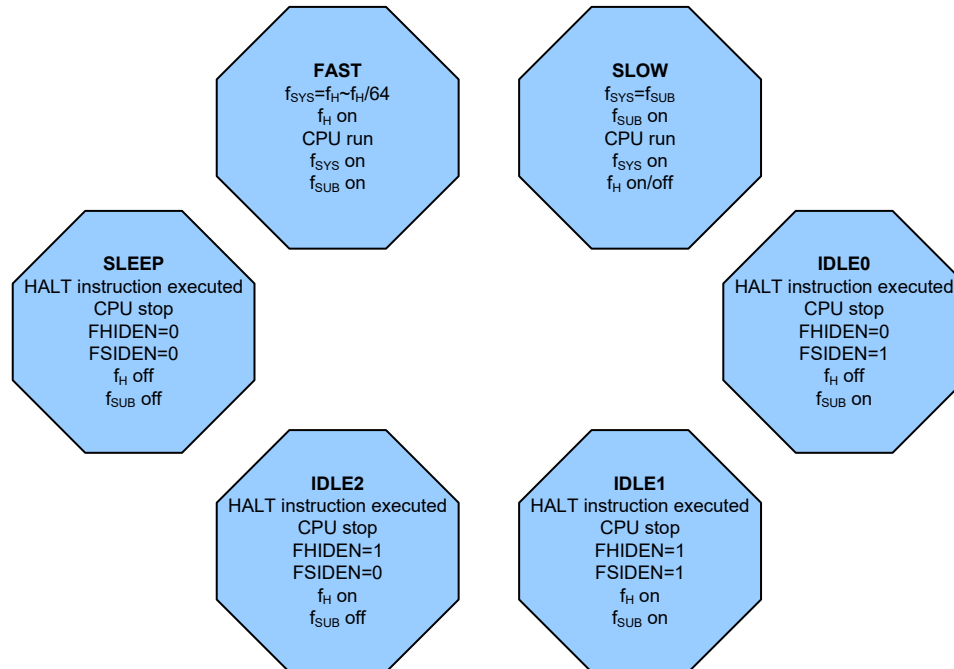 FAST
fSYS=fH~fH/64
fH on
CPU run
fSYS on
fSUB on
SLOW
fSYS=fSUB
fSUB on
CPU run
fSYS on
fH on/off
SLEEP
HALT instruction executed
CPU stop
FHIDEN=0
FSIDEN=0
fH off
fSUB off
IDLE0
HALT instruction executed
CPU stop
FHIDEN=0
FSIDEN=1
fH off
fSUB on
IDLE2
HALT instruction executed
CPU stop
FHIDEN=1
FSIDEN=0
fH on
fSUB off
IDLE1
HALT instruction executed
CPU stop
FHIDEN=1
FSIDEN=1
fH on
fSUB on